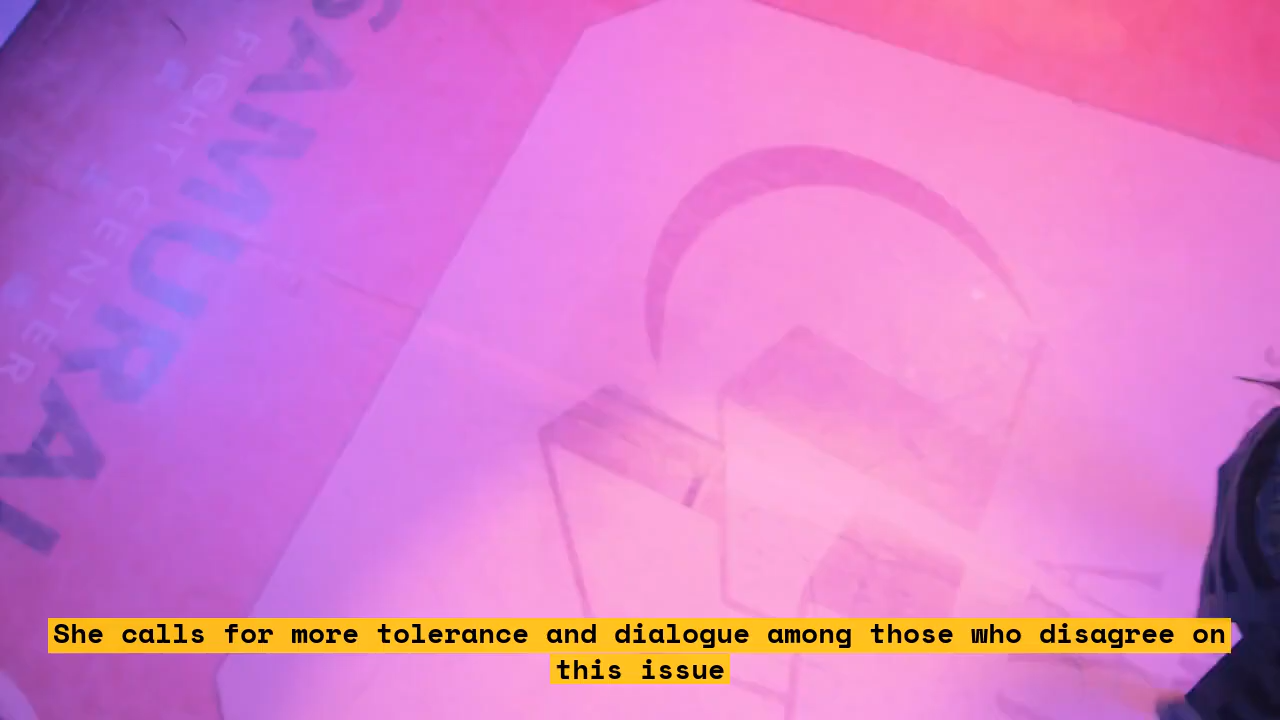 SAMURAI
FIGHT CENTER
She calls for more tolerance and dialogue among those who disagree on
this issue